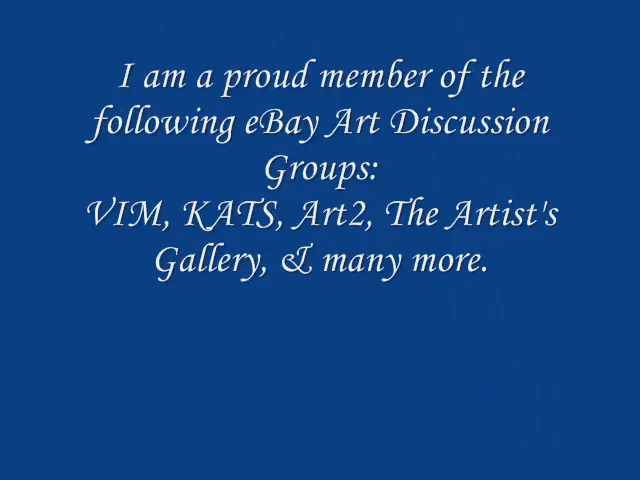 I am a proud member of the
following eBay Art Discussion
Groups:
VIM, KATS, Art2, The Artist's
Gallery, & many more.